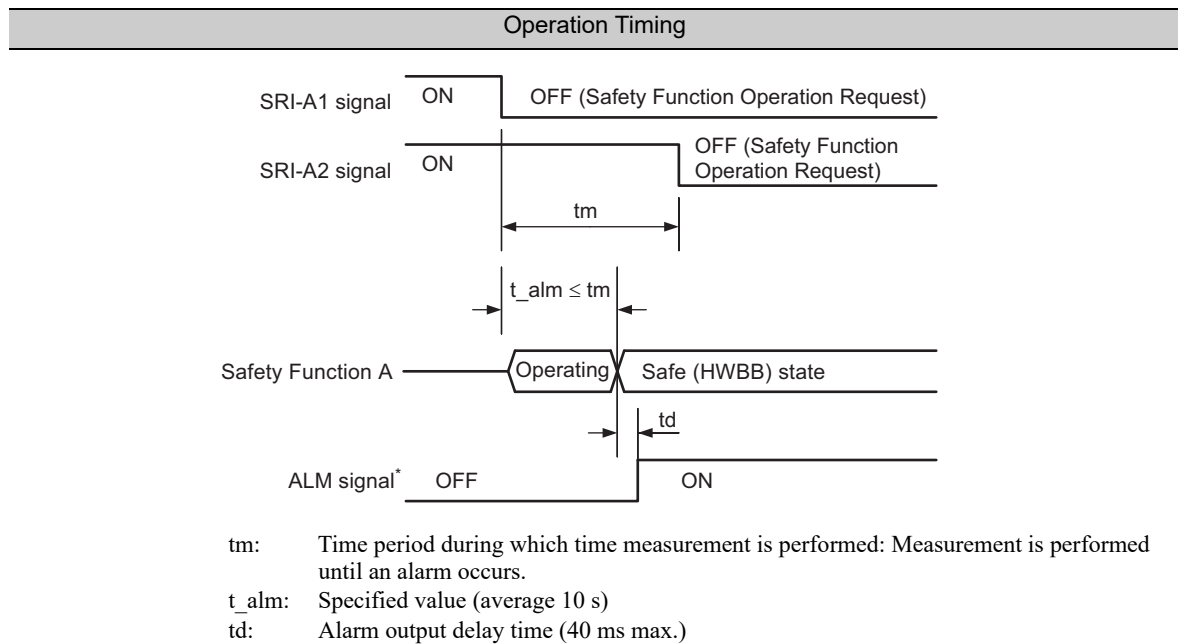 Operation Timing
SRI-A1 signal ON OFF (Safety Function Operation Request)
SRI-A2 signal ON OFF (Safety Function
Operation Request)
tm
t_alm ≤ tm
Safety Function A Operating Safe (HWBB) state
td
ALM signal* OFF ON
tm: Time period during which time measurement is performed: Measurement is performed
until an alarm occurs.
t_alm: Specified value (average 10 s)
td: Alarm output delay time (40 ms max.)